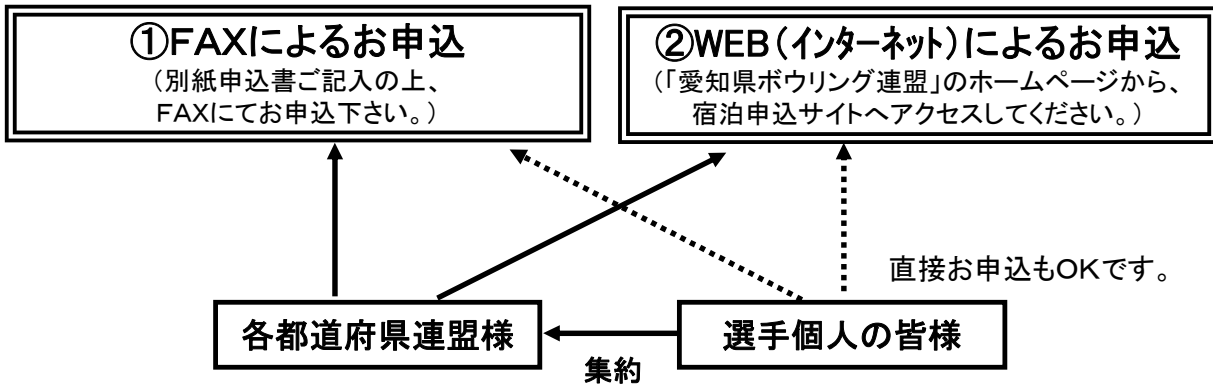 ①FAXによるお申込
(別紙申込書ご記入の上、
FAXにてお申込下さい。)
②WEB(インターネット)によるお申込
(「愛知県ボウリング連盟」のホームページから、
宿泊申込サイトへアクセスしてください。)
直接お申込もOKです。
各都道府県連盟様
選手個人の皆様
集約